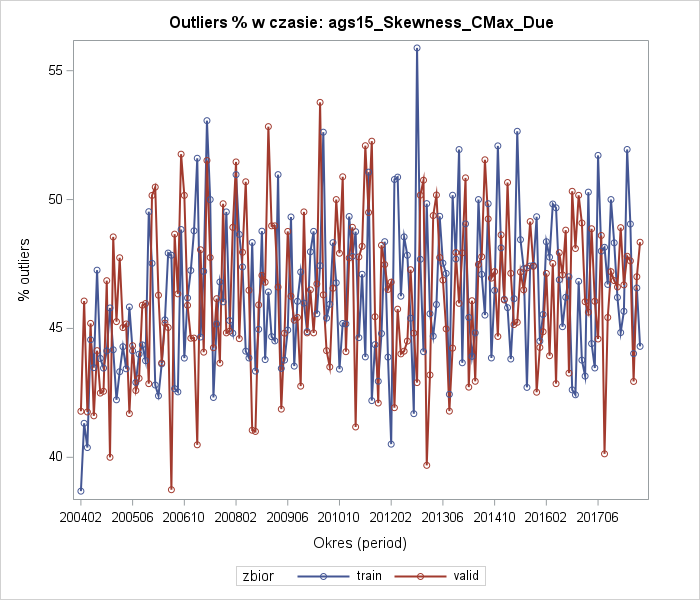 Outliers % w czasie: ags15_Skewness_CMax_Due
% outliers
55
50
45
40
200402 200506 200610 200802 200906 201010 201202 201306 201410 201602 201706
Okres (period)
zbior train valid